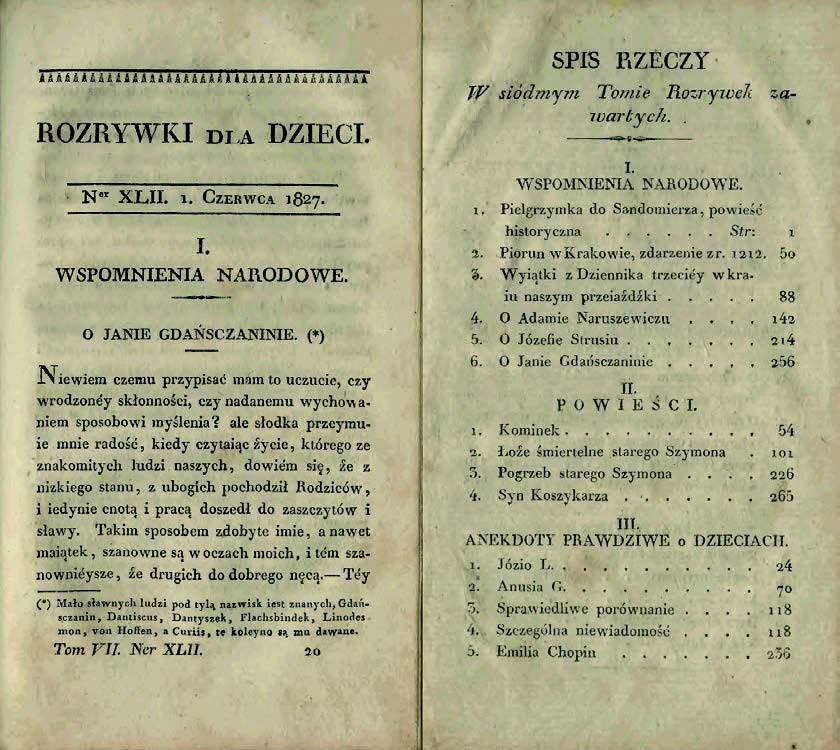 ROZRYWKI DLA DZIECI.
Ner XLII. 1. CZERWCA 1827.
I.
WSPOMNIENIA NARODOWE.
O JANIE GDAŃSCZANINIE. (*)
Niewiem czemu przypisać mam to uczucie, czy
wrodzonéy skłonności, czy nadanemu wychowa-
niem sposobowi myślenia? ale słodka przeymu-
ie mnie radość, kiedy czytaiąc życie, którego ze
znakomitych ludzi naszych, dowiém się, że z
nizkiego stanu, z ubogich pochodził Rodziców,
i iedynie cnotą i pracą doszedł do zaszczytów i
sławy. Takim sposobem zdobyte imie, a nawet
maiątek, szanowne są w oczach moich, i tém sza-
nowniéysze, że drugich do dobrego nęcą.— Téy
(*) Mało sławnych ludzi pod tylą nazwisk iest znanych, Gdań-
sczanin, Dantiscus, Dantyszek, Flachsbindek, Linodes
mon, von Hoffen, a Curiis, te koleyno są mu dawane.
Tom VII. Ner XLII. 20
SPIS RZECZY
W siódmym Tomie Rozrywek za-
wartych.
I.
WSPOMNIENIA NARODOWE.
1. Pielgrzymka do Sandomierza, powieść
historyczna . . . . . . Str: 1
2. Piorun w Krakowie, zdarzenie z r. 1212. 50
3. Wyiątki z Dziennika trzeciéy w kra-
iu naszym przeiażdżki . . . . . 88
4. O Adamie Naruszewiczu . . . . 142
5. O Józefie Strusiu . . . . . . . 214
6. O Janie Gdańsczaninie . . . . . 256
II.
POWIEŚCI.
1. Kominek . . . . . . . . . . 54
2. Łoże śmiertelne starego Szymona . 101
3. Pogrzeb starego Szymona . . . . 226
4. Syn Koszykarza . . . . . . . 265
III.
ANEKDOTY PRAWDZIWE o DZIECIACH.
1. Józio L. . . . . . . . . . . 24
2. Anusia G. . . . . . . . . . 70
3. Sprawiedliwe porównanie . . . . 118
4. Szczególna niewiadomość . . . . 118
5. Emilia Chopin . . . . . . . 236